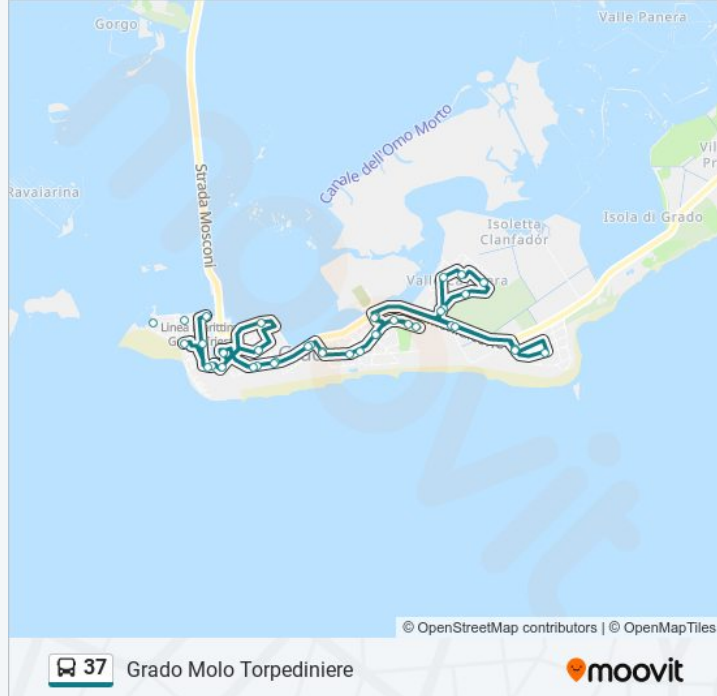 Gorgo
Valle Panera
Canale dell'Omo Morto
Strada Mosconi
Ravaiarina
Isoletta
Clanfadór
Isola di Grado
© OpenStreetMap contributors | © OpenMapTiles
37 Grado Molo Torpediniere
moovit